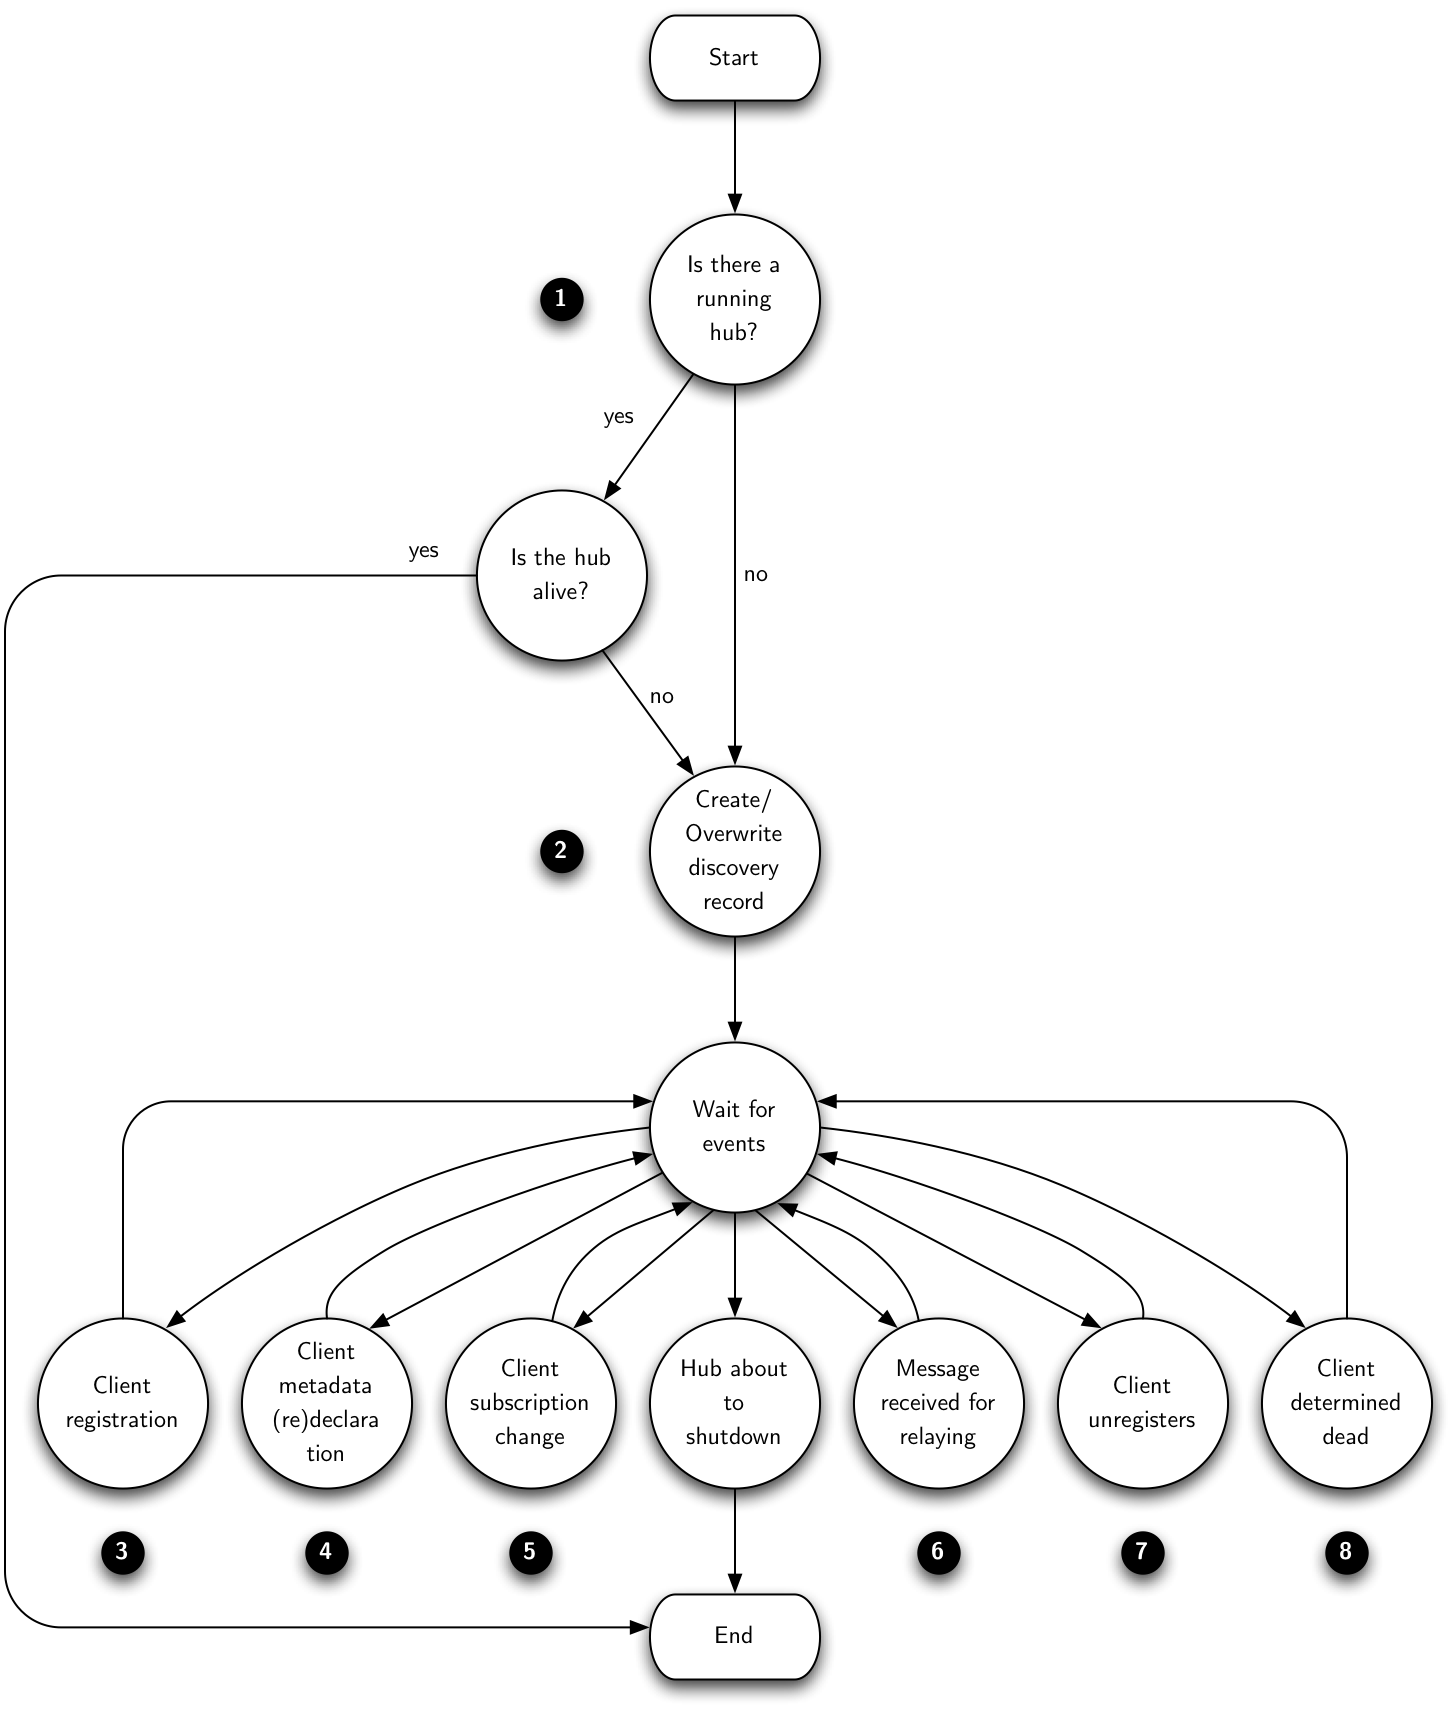 Start
Is there a
running
hub?
1
yes
yes
Is the hub
alive?
no
no
Create/
Overwrite
discovery
record
2
Wait for
events
Client
registration
Client
metadata
(re)declara
tion
Client
subscription
change
Hub about
to
shutdown
Message
received for
relaying
Client
unregisters
Client
determined
dead
3
4
5
6
7
8
End